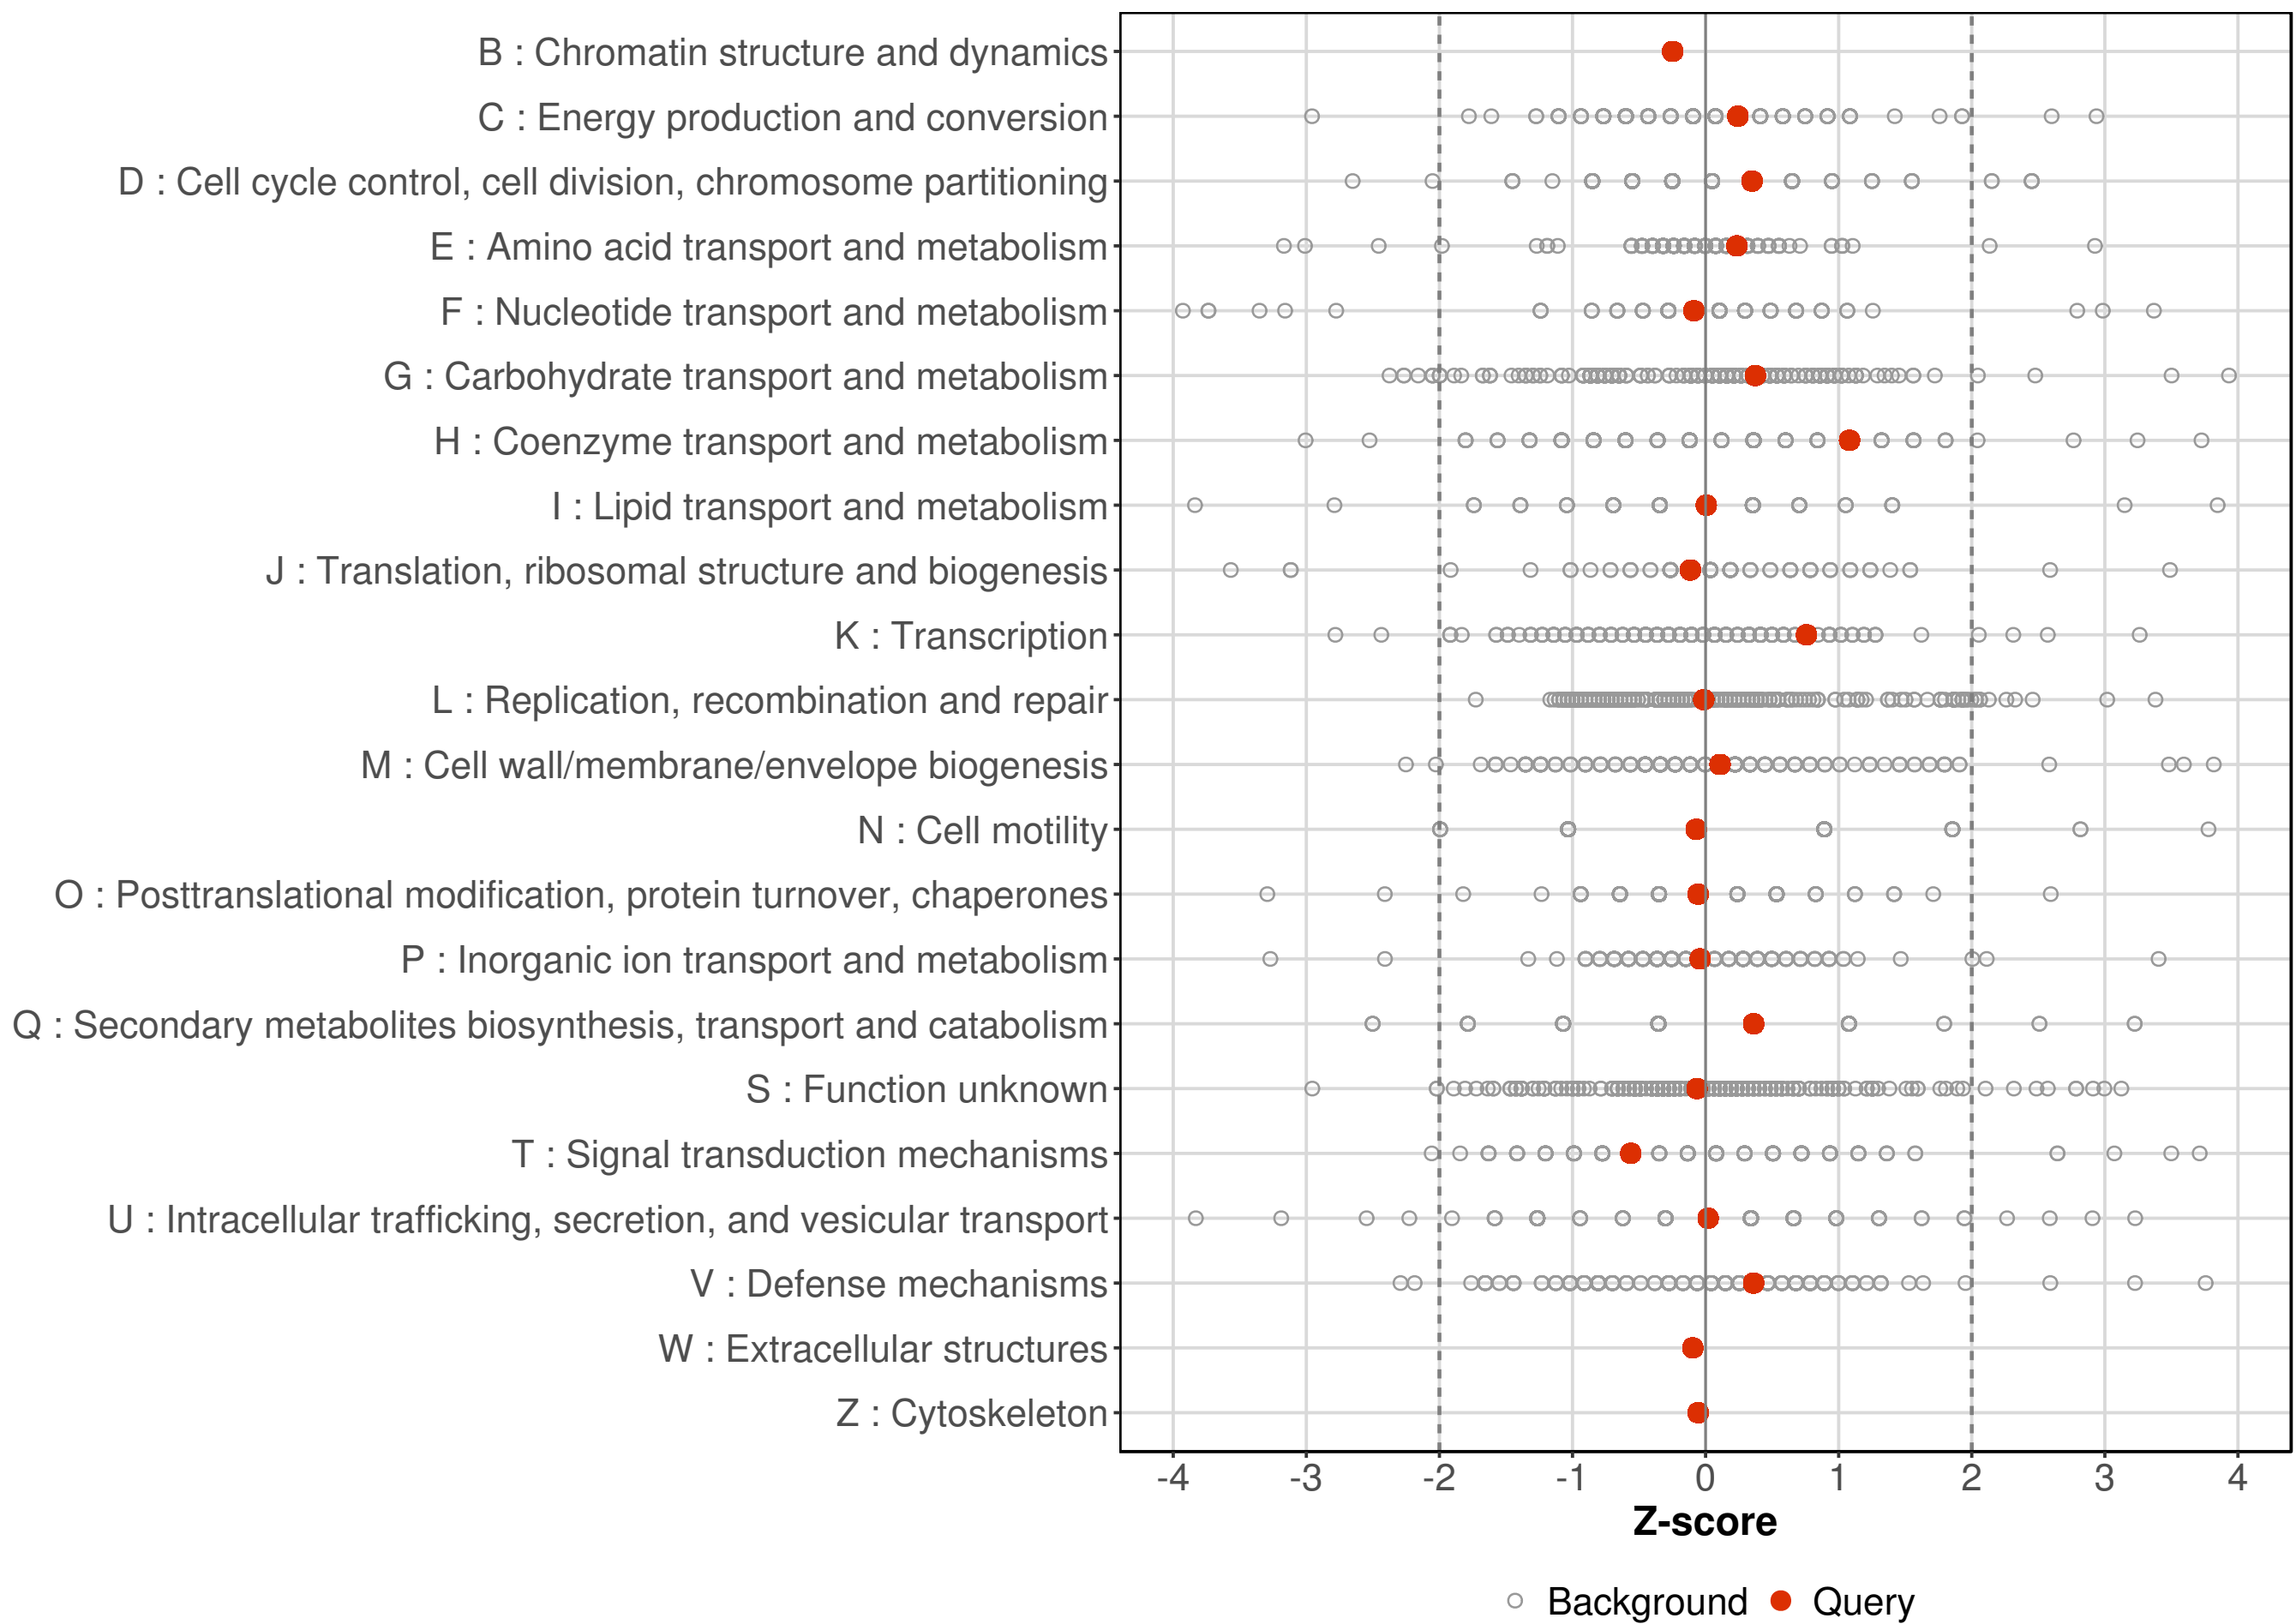 B : Chromatin structure and dynamics
C : Energy production and conversion
D : Cell cycle control, cell division, chromosome partitioning
E : Amino acid transport and metabolism
F : Nucleotide transport and metabolism
G : Carbohydrate transport and metabolism
H : Coenzyme transport and metabolism
I : Lipid transport and metabolism
J : Translation, ribosomal structure and biogenesis
K : Transcription
L : Replication, recombination and repair
M : Cell wall/membrane/envelope biogenesis
N : Cell motility
O : Posttranslational modification, protein turnover, chaperones
P : Inorganic ion transport and metabolism
Q : Secondary metabolites biosynthesis, transport and catabolism
S : Function unknown
T : Signal transduction mechanisms
U : Intracellular trafficking, secretion, and vesicular transport
V : Defense mechanisms
W : Extracellular structures
Z : Cytoskeleton
-4 -3 -2 -1 0 1 2 3 4
Z-score
Background Query